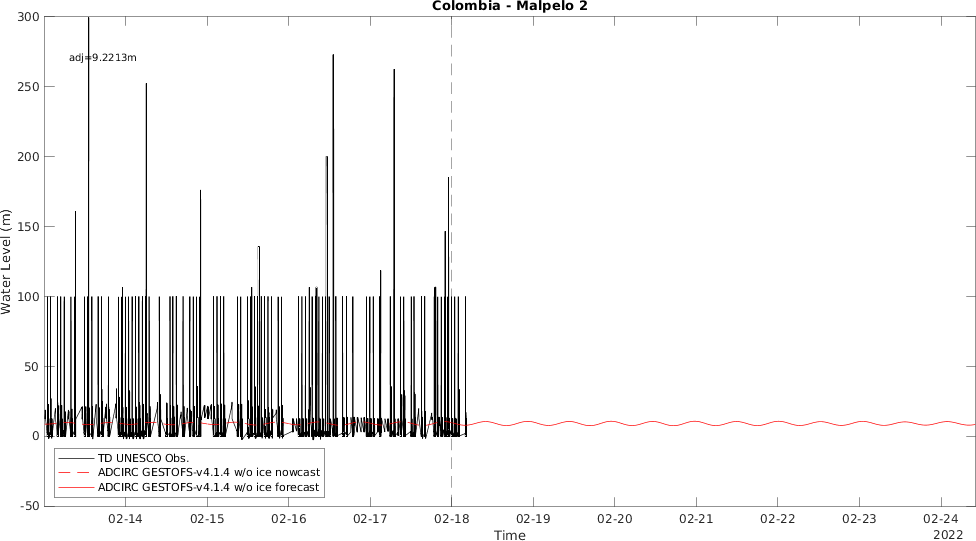 Colombia - Malpelo 2
adj=9.2213m
Water Level (m)
300
250
200
150
100
50
0
-50
TD UNESCO Obs.
ADCIRC GESTOFS-v4.1.4 w/o ice nowcast
ADCIRC GESTOFS-v4.1.4 w/o ice forecast
02-14 02-15 02-16 02-17 02-18 02-19 02-20 02-21 02-22 02-23 02-24
Time
2022